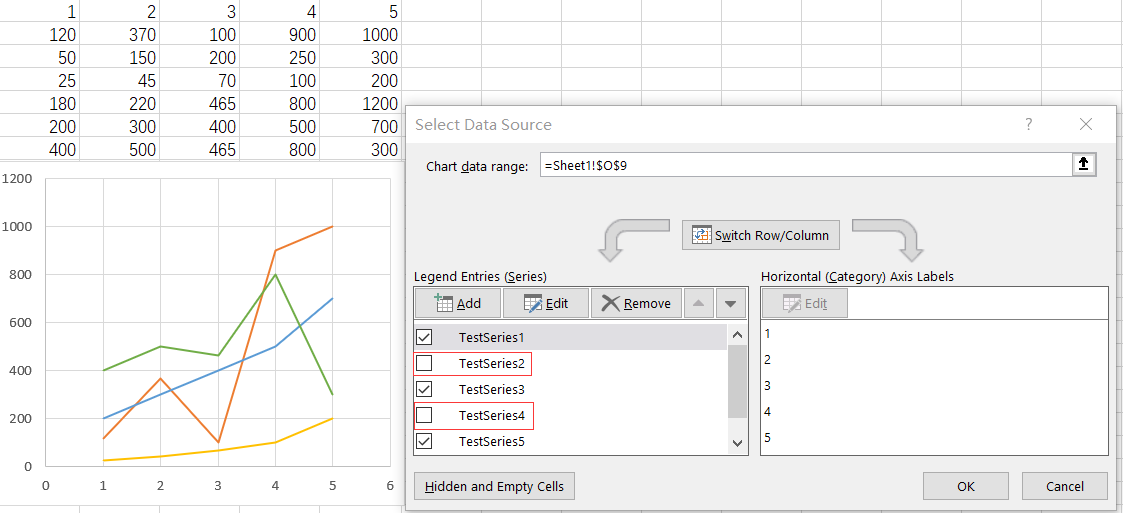 1 2 3 4 5
120 370 100 900 1000
50 150 200 250 300
25 45 70 100 200
180 220 465 800 1200
200 300 400 500 700
400 500 465 800 300
1200
1000
800
600
400
200
0
0 1 2 3 4 5 6
Select Data Source ? ×
Chart data range: =Sheet1!$O$9
Switch Row/Column
Legend Entries (Series)
Add Edit Remove
TestSeries1
TestSeries2
TestSeries3
TestSeries4
TestSeries5
Horizontal (Category) Axis Labels
Edit
1
2
3
4
5
Hidden and Empty Cells
OK Cancel